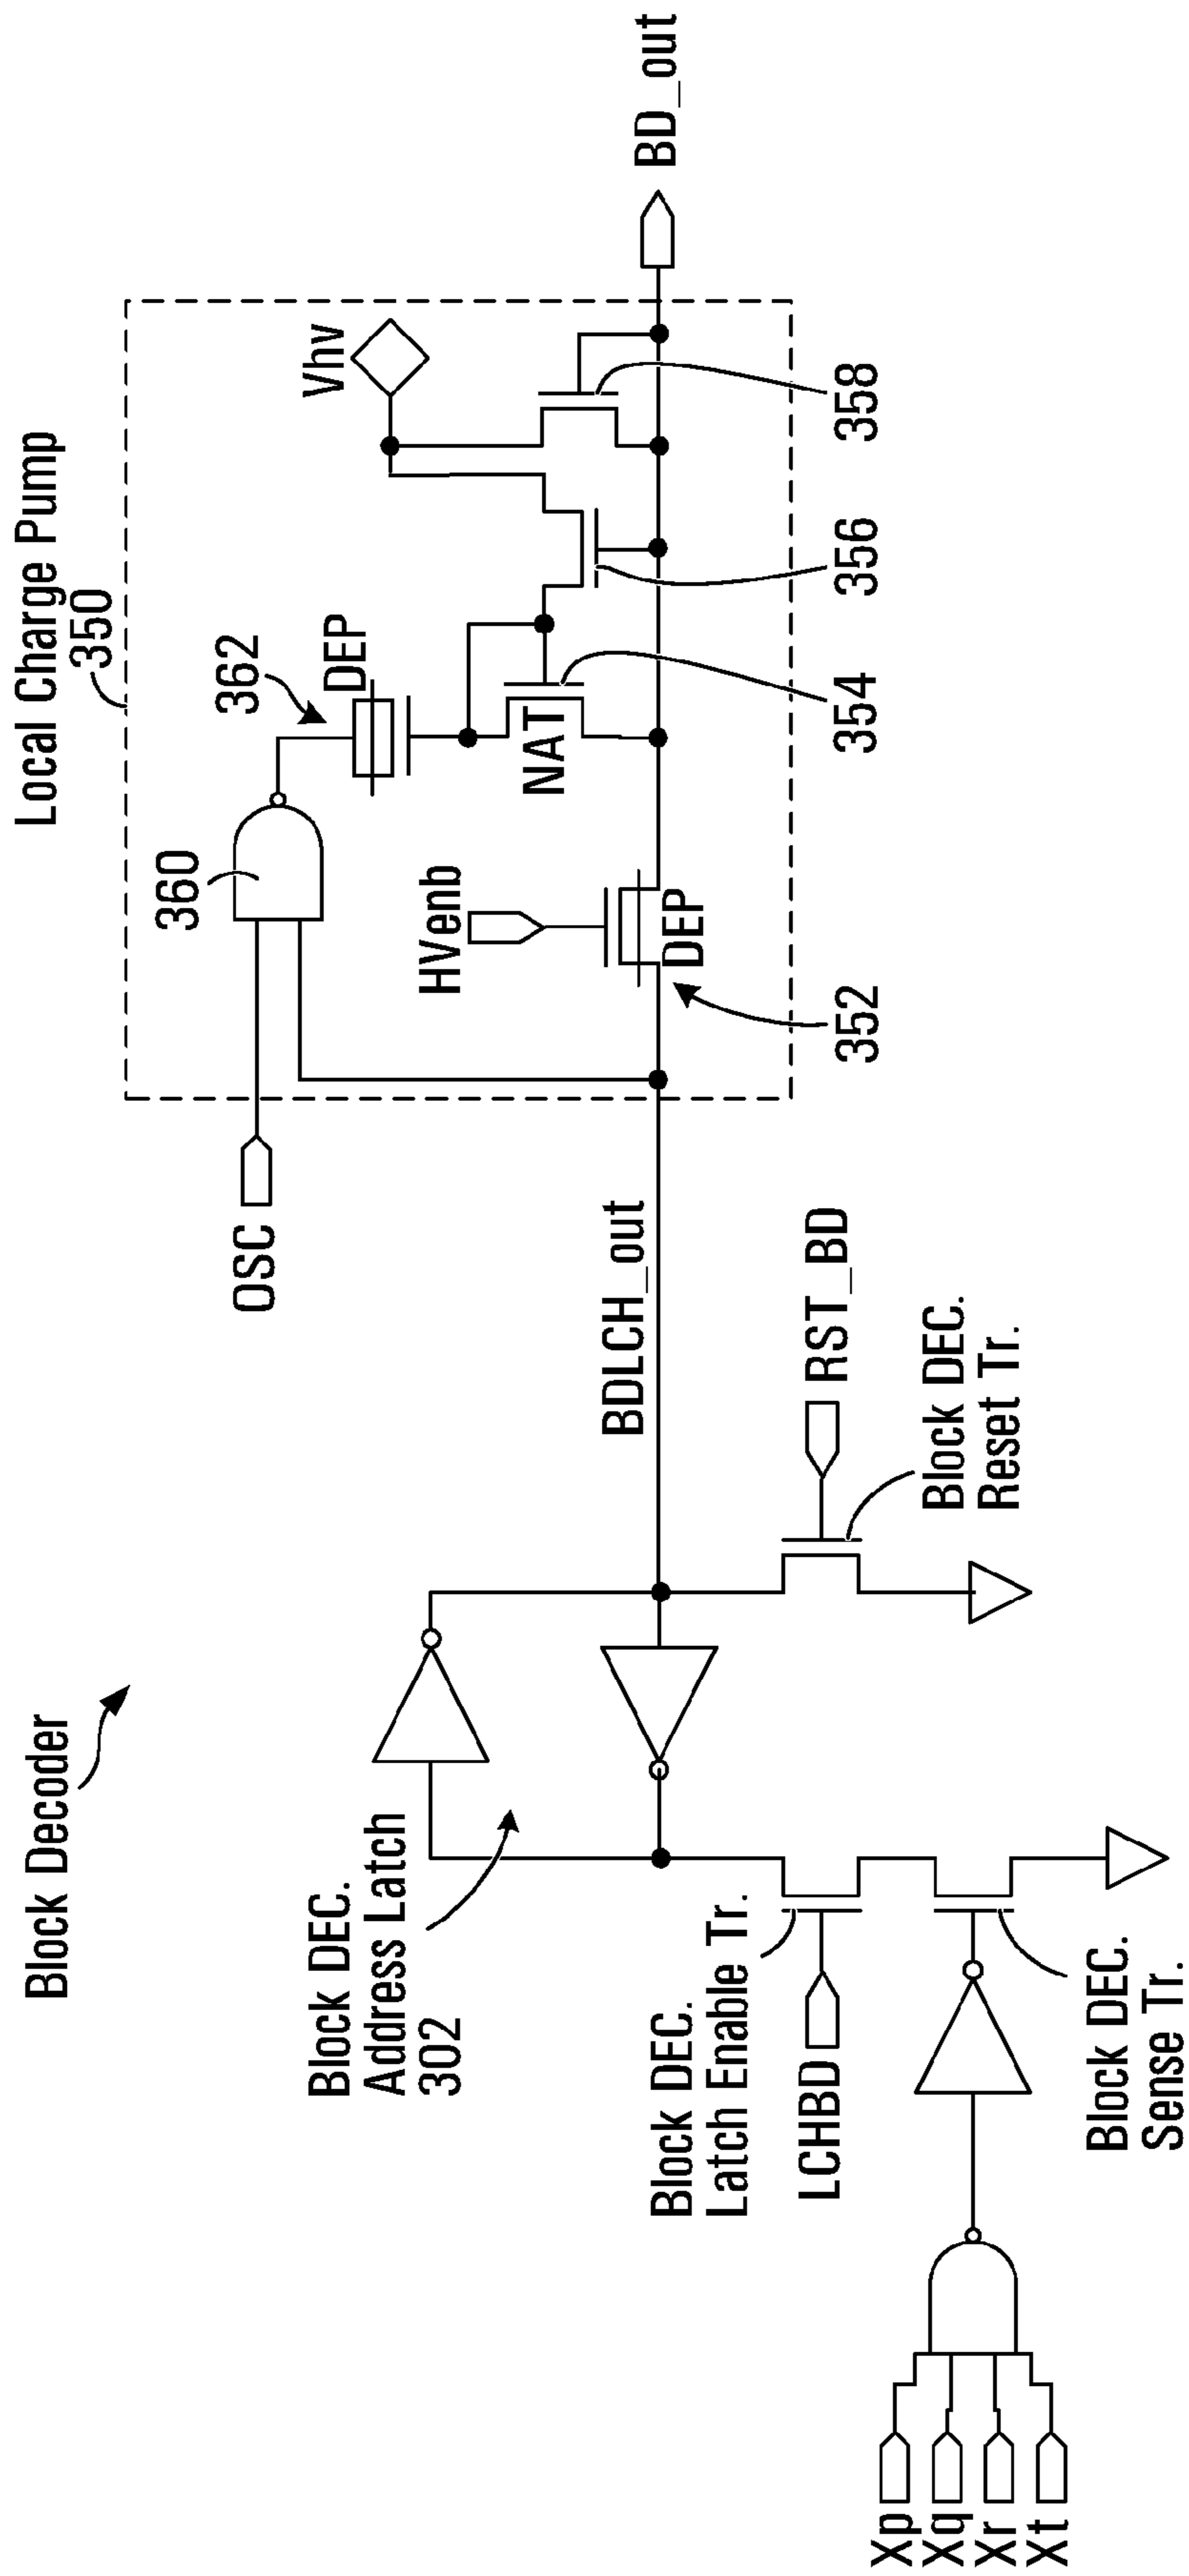 Block Decoder
Local Charge Pump
350
360
362
DEP
Vhv
OSC
HVenb
NAT
DEP
BD_out
352
354
356
358
Block DEC.
Address Latch
302
BDLCH_out
Block DEC.
Latch Enable Tr.
LCHBD
RST_BD
Block DEC.
Reset Tr.
Block DEC.
Sense Tr.
Xp
Xq
Xr
Xt